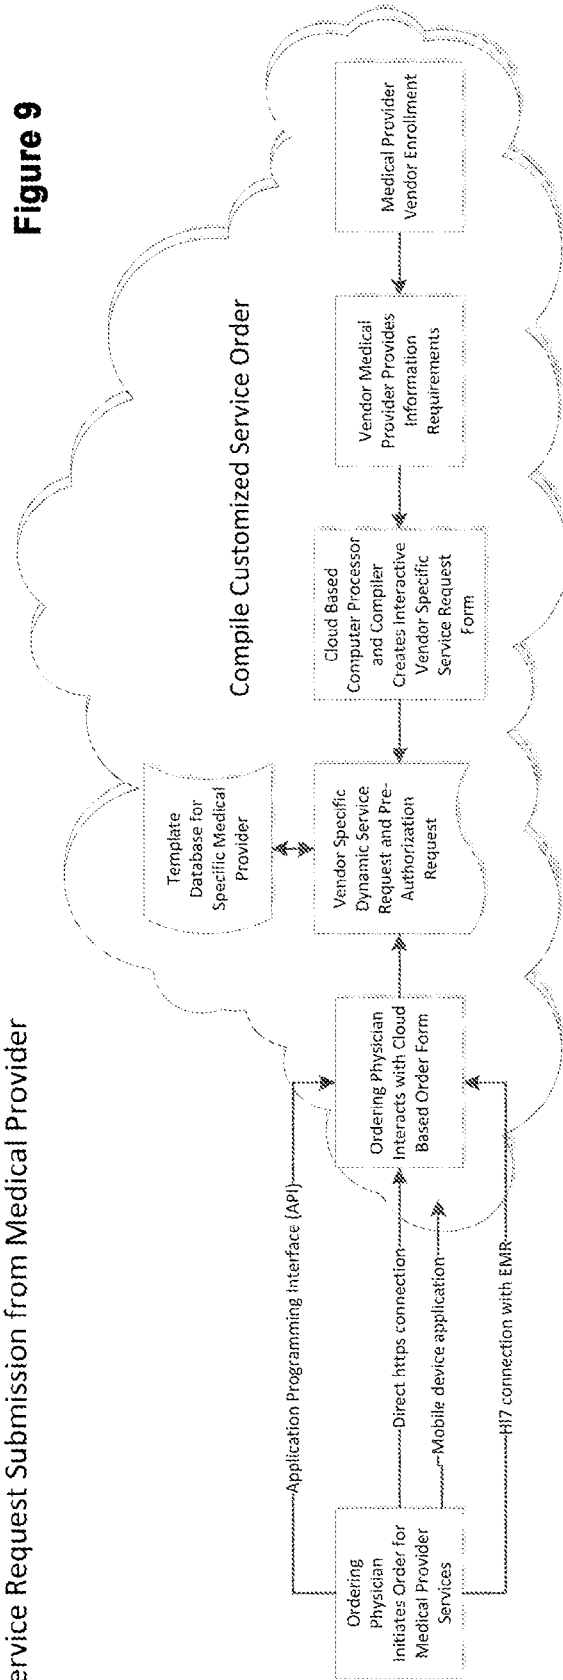 Figure 9
ervice Request Submission from Medical Provider
Compile Customized Service Order
Application Programming Interface (API)
Direct https connection
Mobile device application
Hl7 connection with EMR
Ordering
Physician
Initiates Order for
Medical Provider
Services
Ordering Physician
Interacts with Cloud
Based Order Form
Template
Database for
Specific Medical
Provider
Vendor Specific
Dynamic Service
Request and Pre-
Authorization
Request
Cloud Based
Computer Processor
and Compiler
Creates Interactive
Vendor Specific
Service Request
Form
Vendor Medical
Provider Provides
Information
Requirements
Medical Provider
Vendor Enrollment